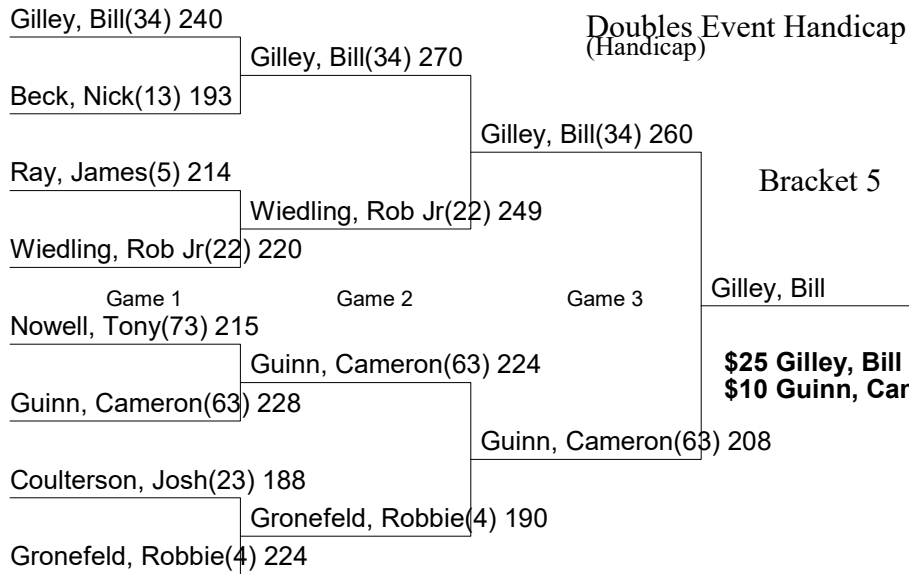 Gilley, Bill(34) 240
Doubles Event Handicap
(Handicap)
Gilley, Bill(34) 270
Beck, Nick(13) 193
Gilley, Bill(34) 260
Ray, James(5) 214
Bracket 5
Wiedling, Rob Jr(22) 249
Wiedling, Rob Jr(22) 220
Game 1
Game 2
Game 3
Gilley, Bill
Nowell, Tony(73) 215
Guinn, Cameron(63) 224
$25 Gilley, Bill
$10 Guinn, Car
Guinn, Cameron(63) 228
Guinn, Cameron(63) 208
Coulterson, Josh(23) 188
Gronefeld, Robbie(4) 190
Gronefeld, Robbie(4) 224